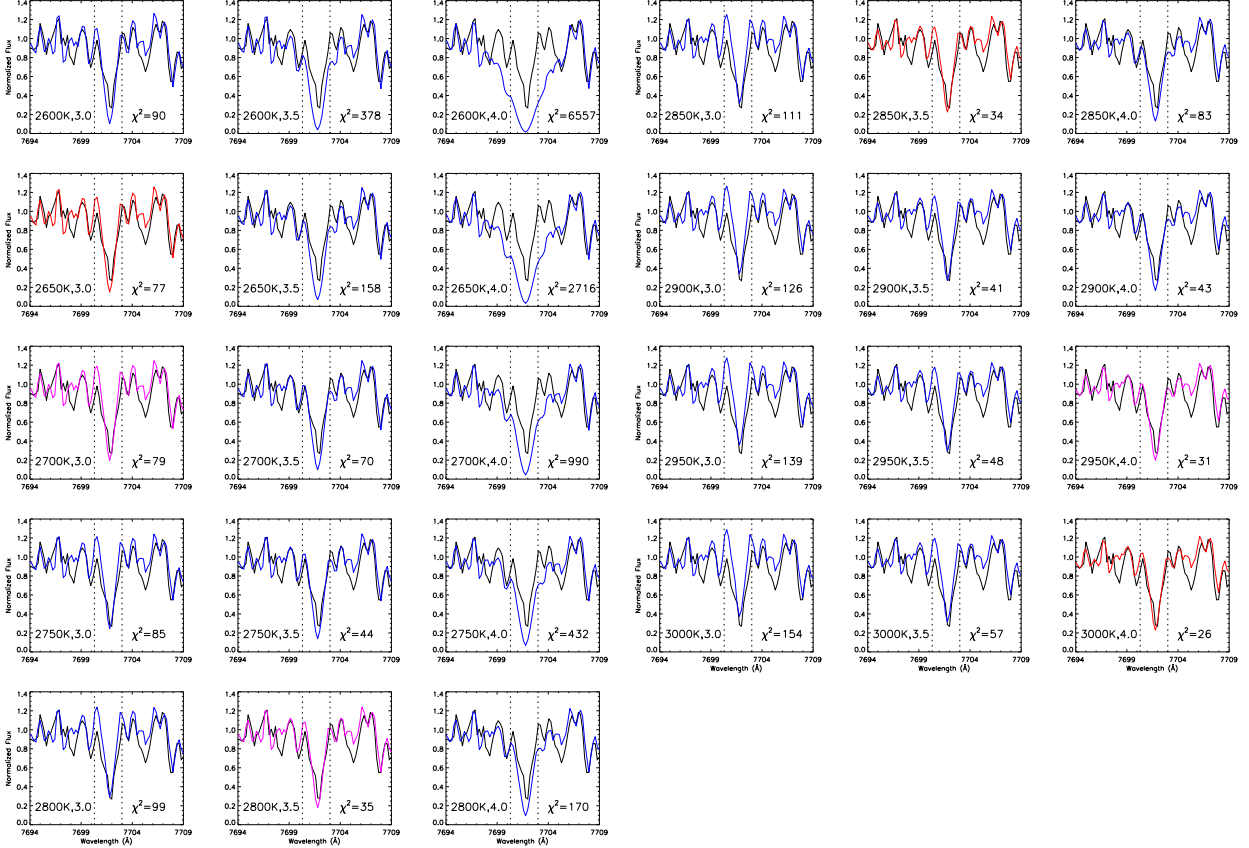 Normalized Flux
1.4
1.2
1.0
0.8
0.6
0.4
0.2
0.0
7694 7699 7704 7709
2600K,3.0 χ²=90
2600K,3.5 χ²=378
2600K,4.0 χ²=6557
2850K,3.0 χ²=111
2850K,3.5 χ²=34
2850K,4.0 χ²=83
2650K,3.0 χ²=77
2650K,3.5 χ²=158
2650K,4.0 χ²=2716
2900K,3.0 χ²=126
2900K,3.5 χ²=41
2900K,4.0 χ²=43
2700K,3.0 χ²=79
2700K,3.5 χ²=70
2700K,4.0 χ²=990
2950K,3.0 χ²=139
2950K,3.5 χ²=48
2950K,4.0 χ²=31
2750K,3.0 χ²=85
2750K,3.5 χ²=44
2750K,4.0 χ²=432
3000K,3.0 χ²=154
3000K,3.5 χ²=57
3000K,4.0 χ²=26
Wavelength (Å)
Wavelength (Å)
Wavelength (Å)
2800K,3.0 χ²=99
2800K,3.5 χ²=35
2800K,4.0 χ²=170
Wavelength (Å)
Wavelength (Å)
Wavelength (Å)